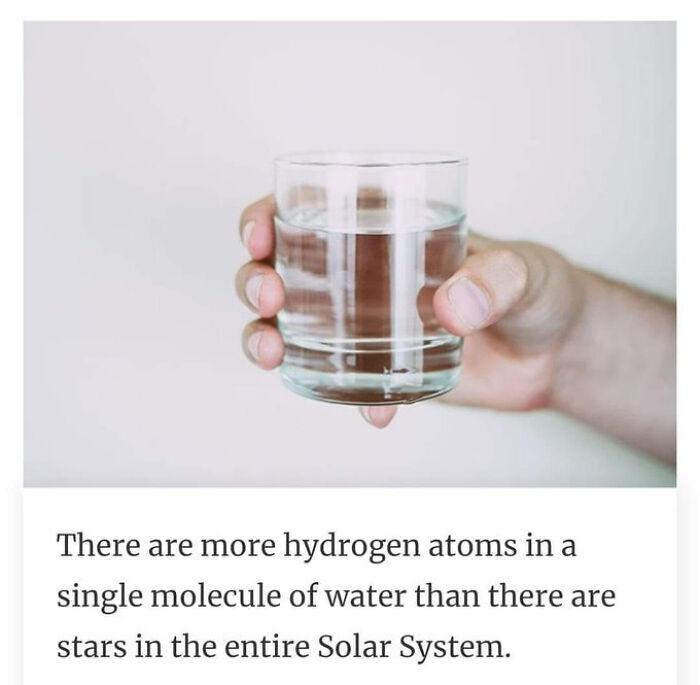 There are more hydrogen atoms in a
single molecule of water than there are
stars in the entire Solar System.